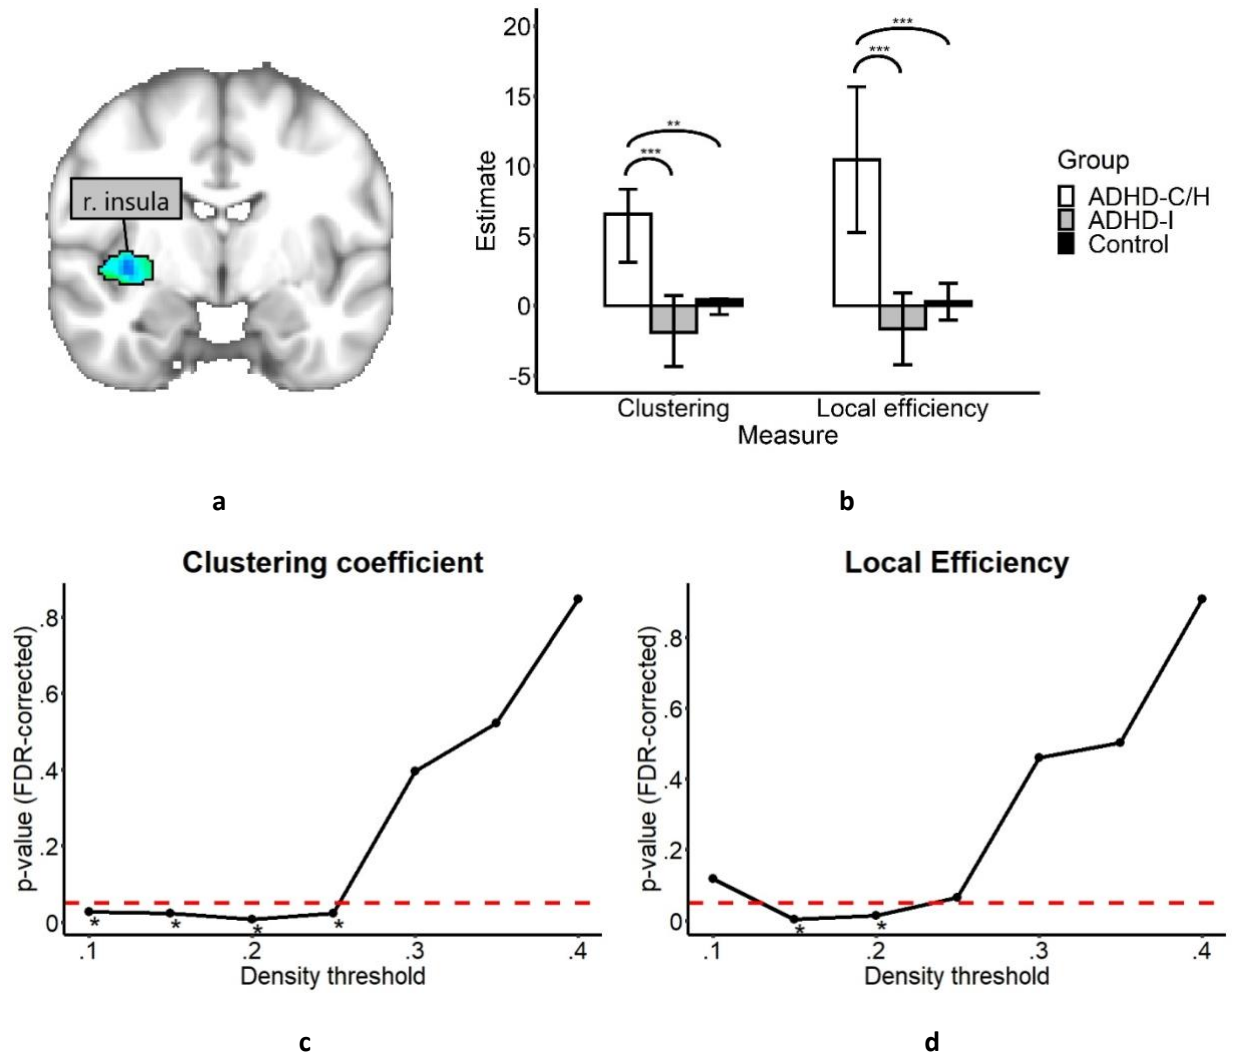 r. insula
20
15
10
5
0
-5
Estimate
***
**
***
***
Clustering
Local efficiency
Measure
Group
ADHD-C/H
ADHD-I
Control
a
b
Clustering coefficient
p-value (FDR-corrected)
.8
.6
.4
.2
0
* * * *
.1 .2 .3 .4
Density threshold
c
Local Efficiency
p-value (FDR-corrected)
.8
.6
.4
.2
0
* *
.1 .2 .3 .4
Density threshold
d